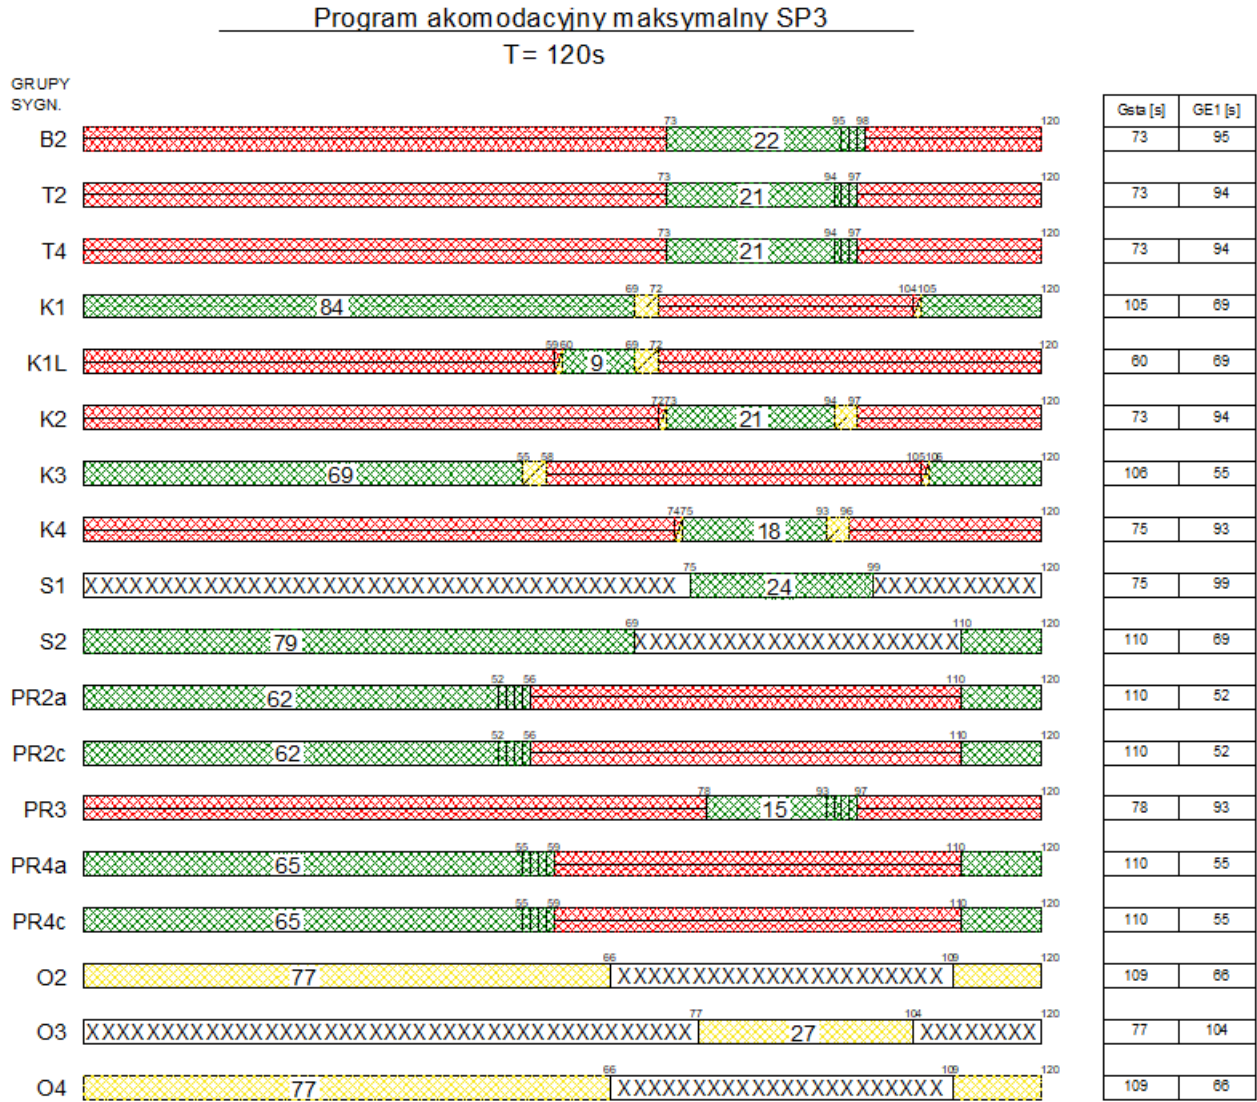 Program akomodacyjny maksymalny SP3
T = 120s
GRUPY
SYGN.
Gsta [s] GE1 [s]
B2 73 22 95 98 120 73 95
T2 73 21 94 97 120 73 94
T4 73 21 94 97 120 73 94
K1 84 69 72 104 105 120 105 69
K1L 59 60 9 69 72 120 60 69
K2 72 73 21 94 97 120 73 94
K3 69 55 58 105 106 120 106 55
K4 74 75 18 93 96 120 75 93
S1 XXXXXXXXXXXXXXXXXXXXXXXXXXXXXXXXXXXXXXX 75 24 99 XXXXXXXXXXX 120 75 99
S2 79 69 XXXXXXXXXXXXXXXXXXXXX 110 120 110 69
PR2a 62 52 56 110 120 110 52
PR2c 62 52 56 110 120 110 52
PR3 78 15 93 97 120 78 93
PR4a 65 55 59 110 120 110 55
PR4c 65 55 59 110 120 110 55
O2 77 66 XXXXXXXXXXXXXXXXXXXXX 109 120 109 66
O3 XXXXXXXXXXXXXXXXXXXXXXXXXXXXXXXXXXXXXXXX 77 27 104 XXXXXXXX 120 77 104
O4 77 66 XXXXXXXXXXXXXXXXXXXXX 109 120 109 66